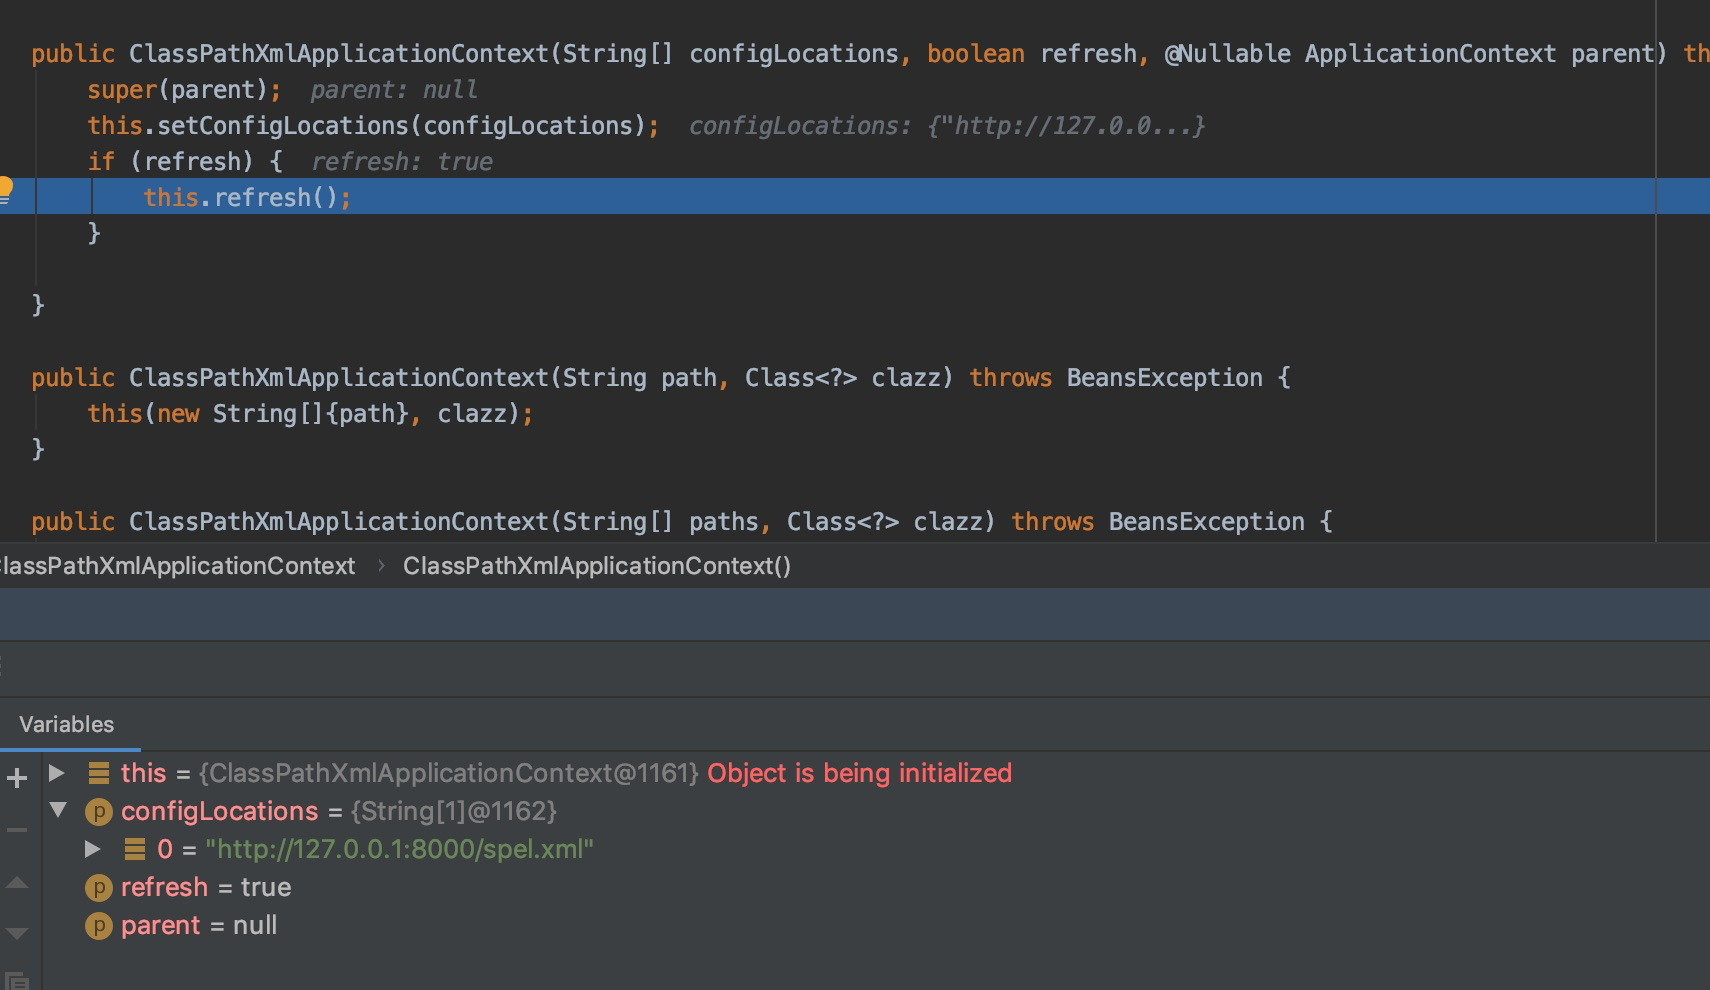 public ClassPathXmlApplicationContext(String[] configLocations, boolean refresh, @Nullable ApplicationContext parent) th
super(parent); parent: null
this.setConfigLocations(configLocations); configLocations: {"http://127.0.0...}
if (refresh) { refresh: true
this.refresh();
}
}
public ClassPathXmlApplicationContext(String path, Class<?> clazz) throws BeansException {
this(new String[]{path}, clazz);
}
public ClassPathXmlApplicationContext(String[] paths, Class<?> clazz) throws BeansException {
lassPathXmlApplicationContext › ClassPathXmlApplicationContext()
Variables
this = {ClassPathXmlApplicationContext@1161} Object is being initialized
p configLocations = {String[1]@1162}
0 = "http://127.0.0.1:8000/spel.xml"
p refresh = true
p parent = null